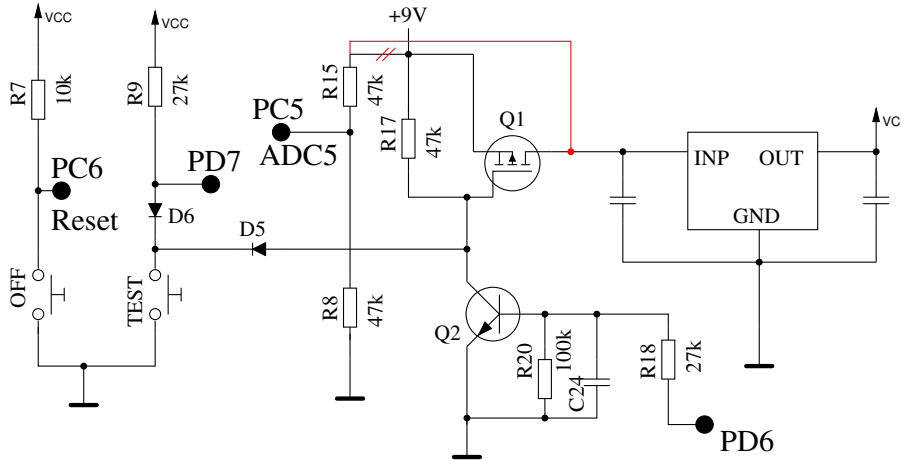 VCC
VCC
+9V
R7
10k
R9
27k
R15
47k
PC5
ADC5
R17
47k
Q1
VC
INP
OUT
GND
PC6
Reset
PD7
D6
D5
OFF
TEST
R8
47k
Q2
R20
100k
C24
R18
27k
PD6